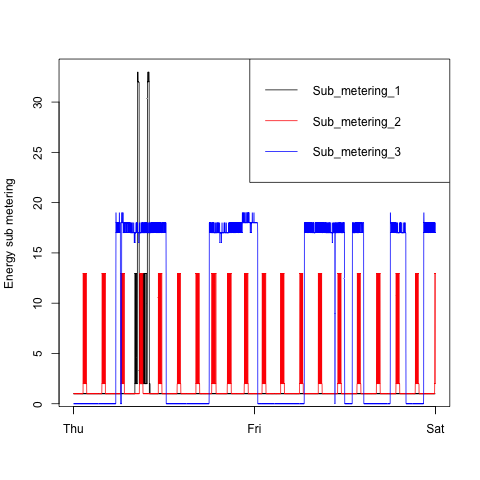 Sub_metering_1
Sub_metering_2
Sub_metering_3
Energy sub metering
30
25
20
15
10
5
0
Thu Fri Sat